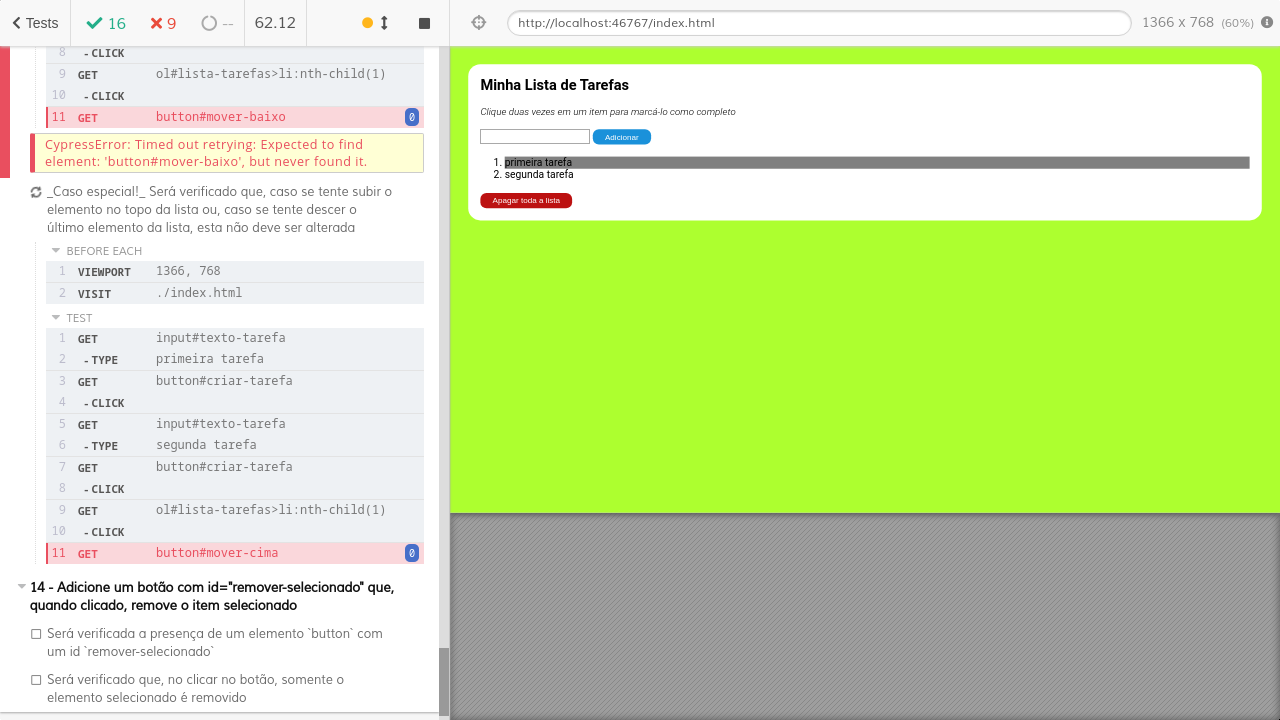 Tests 16 9 -- 62.12 http://localhost:46767/index.html 1366 x 768 (60%)
8 -CLICK
9 GET ol#lista-tarefas>li:nth-child(1)
10 -CLICK
11 GET button#mover-baixo 0
CypressError: Timed out retrying: Expected to find
element: 'button#mover-baixo', but never found it.
_Caso especial!_ Será verificado que, caso se tente subir o
elemento no topo da lista ou, caso se tente descer o
último elemento da lista, esta não deve ser alterada
BEFORE EACH
1 VIEWPORT 1366, 768
2 VISIT ./index.html
TEST
1 GET input#texto-tarefa
2 -TYPE primeira tarefa
3 GET button#criar-tarefa
4 -CLICK
5 GET input#texto-tarefa
6 -TYPE segunda tarefa
7 GET button#criar-tarefa
8 -CLICK
9 GET ol#lista-tarefas>li:nth-child(1)
10 -CLICK
11 GET button#mover-cima 0
14 - Adicione um botão com id="remover-selecionado" que,
quando clicado, remove o item selecionado
Será verificada a presença de um elemento `button` com
um id `remover-selecionado`
Será verificado que, no clicar no botão, somente o
elemento selecionado é removido
Minha Lista de Tarefas
Clique duas vezes em um item para marcá-lo como completo
Adicionar
1. primeira tarefa
2. segunda tarefa
Apagar toda a lista